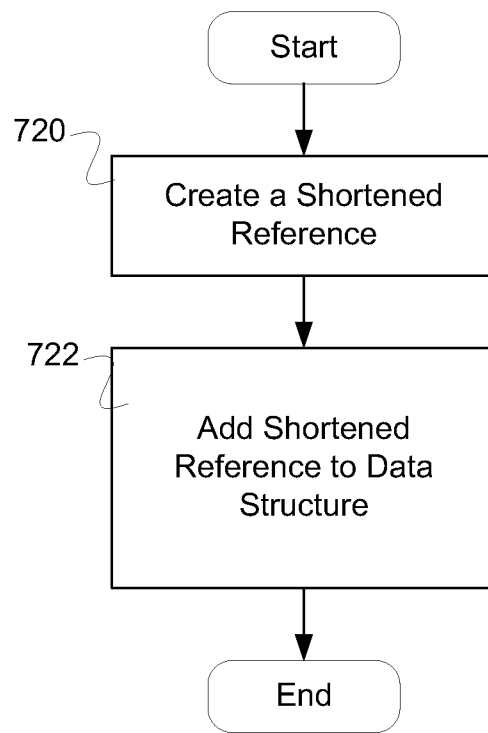 Start
720
Create a Shortened
Reference
722
Add Shortened
Reference to Data
Structure
End